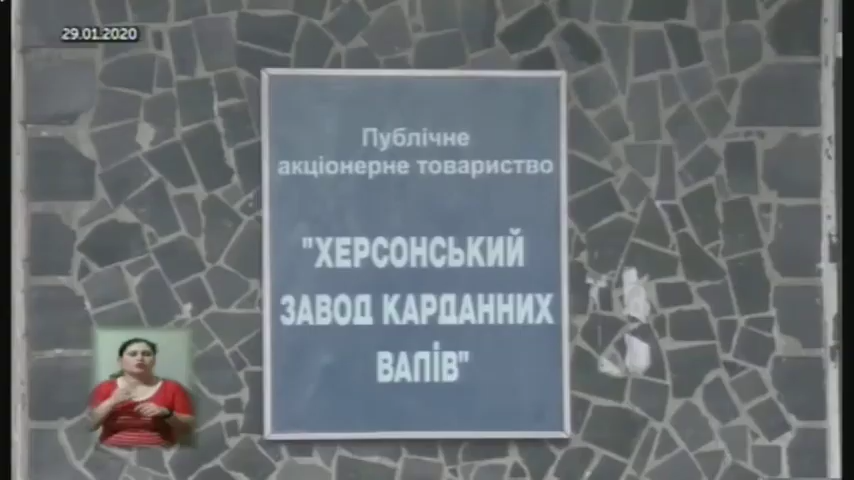 29.01.2020
Публічне
акціонерне товариство
"ХЕРСОНСЬКИЙ
ЗАВОД КАРДАННИХ
ВАЛІВ"